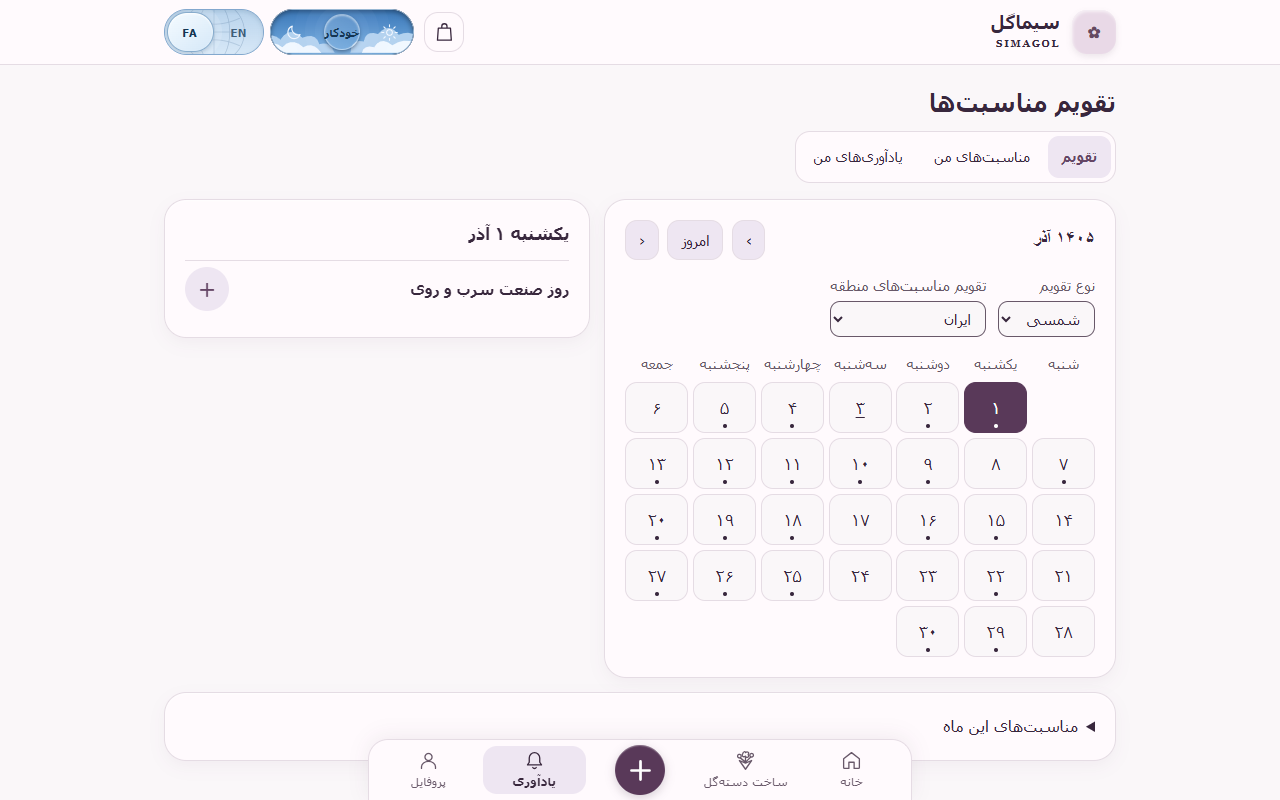 سیماگل
SIMAGOL
خودکار
EN
FA
تقویم مناسبت‌ها
تقویم
مناسبت‌های من
یادآوری‌های من
۱۴۰۵ آذر
›
امروز
‹
نوع تقویم
تقویم مناسبت‌های منطقه
شمسی
ایران
شنبه یکشنبه دوشنبه سه‌شنبه چهارشنبه پنجشنبه جمعه
۱ ۲ ۳ ۴ ۵ ۶
۷ ۸ ۹ ۱۰ ۱۱ ۱۲ ۱۳
۱۴ ۱۵ ۱۶ ۱۷ ۱۸ ۱۹ ۲۰
۲۱ ۲۲ ۲۳ ۲۴ ۲۵ ۲۶ ۲۷
۲۸ ۲۹ ۳۰
یکشنبه ۱ آذر
روز صنعت سرب و روی
+
مناسبت‌های این ماه
خانه
ساخت دسته‌گل
یادآوری
پروفایل